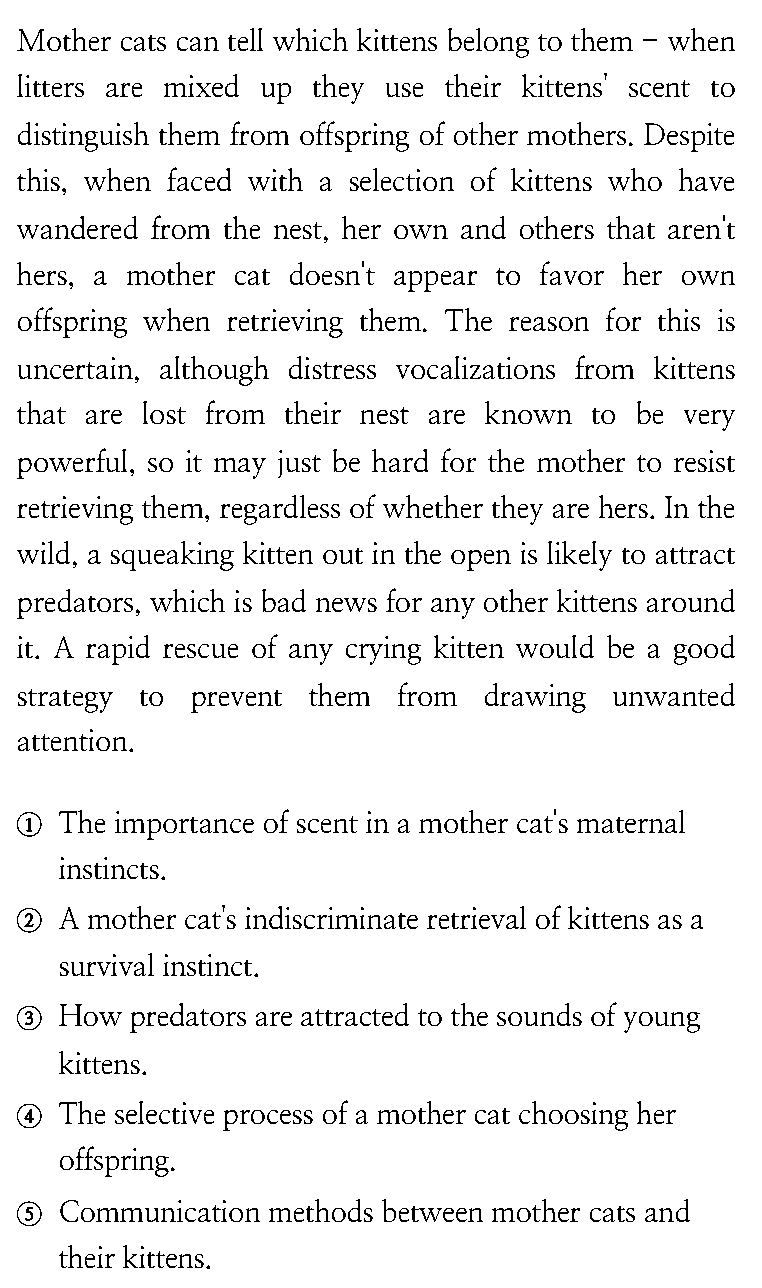 Mother cats can tell which kittens belong to them – when
litters are mixed up they use their kittens' scent to
distinguish them from offspring of other mothers. Despite
this, when faced with a selection of kittens who have
wandered from the nest, her own and others that aren't
hers, a mother cat doesn't appear to favor her own
offspring when retrieving them. The reason for this is
uncertain, although distress vocalizations from kittens
that are lost from their nest are known to be very
powerful, so it may just be hard for the mother to resist
retrieving them, regardless of whether they are hers. In the
wild, a squeaking kitten out in the open is likely to attract
predators, which is bad news for any other kittens around
it. A rapid rescue of any crying kitten would be a good
strategy to prevent them from drawing unwanted
attention.
① The importance of scent in a mother cat's maternal
instincts.
② A mother cat's indiscriminate retrieval of kittens as a
survival instinct.
③ How predators are attracted to the sounds of young
kittens.
④ The selective process of a mother cat choosing her
offspring.
⑤ Communication methods between mother cats and
their kittens.